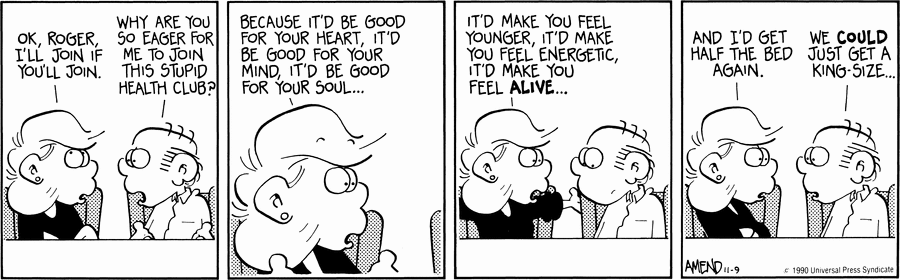 OK, ROGER,
I'LL JOIN IF
YOU'LL JOIN.
WHY ARE YOU
SO EAGER FOR
ME TO JOIN
THIS STUPID
HEALTH CLUB?
BECAUSE IT'D BE GOOD
FOR YOUR HEART, IT'D
BE GOOD FOR YOUR
MIND, IT'D BE GOOD
FOR YOUR SOUL...
IT'D MAKE YOU FEEL
YOUNGER, IT'D MAKE
YOU FEEL ENERGETIC,
IT'D MAKE YOU
FEEL ALIVE...
AND I'D GET
HALF THE BED
AGAIN.
WE COULD
JUST GET A
KING-SIZE...
AMEND 11-9
© 1990 Universal Press Syndicate